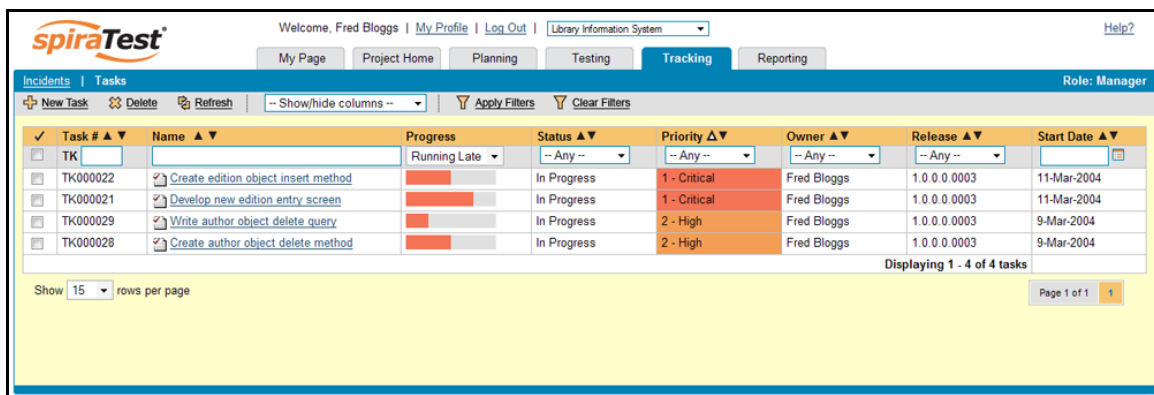 spiraTest®
Welcome, Fred Bloggs | My Profile | Log Out | Library Information System Help?
My Page Project Home Planning Testing Tracking Reporting
Incidents | Tasks Role: Manager
New Task Delete Refresh -- Show/hide columns -- Apply Filters Clear Filters
Task # Name Progress Status Priority Owner Release Start Date
TK Running Late -- Any -- -- Any -- -- Any -- -- Any --
TK000022 Create edition object insert method In Progress 1 - Critical Fred Bloggs 1.0.0.0.0003 11-Mar-2004
TK000021 Develop new edition entry screen In Progress 1 - Critical Fred Bloggs 1.0.0.0.0003 11-Mar-2004
TK000029 Write author object delete query In Progress 2 - High Fred Bloggs 1.0.0.0.0003 9-Mar-2004
TK000028 Create author object delete method In Progress 2 - High Fred Bloggs 1.0.0.0.0003 9-Mar-2004
Displaying 1 - 4 of 4 tasks
Show 15 rows per page Page 1 of 1 1